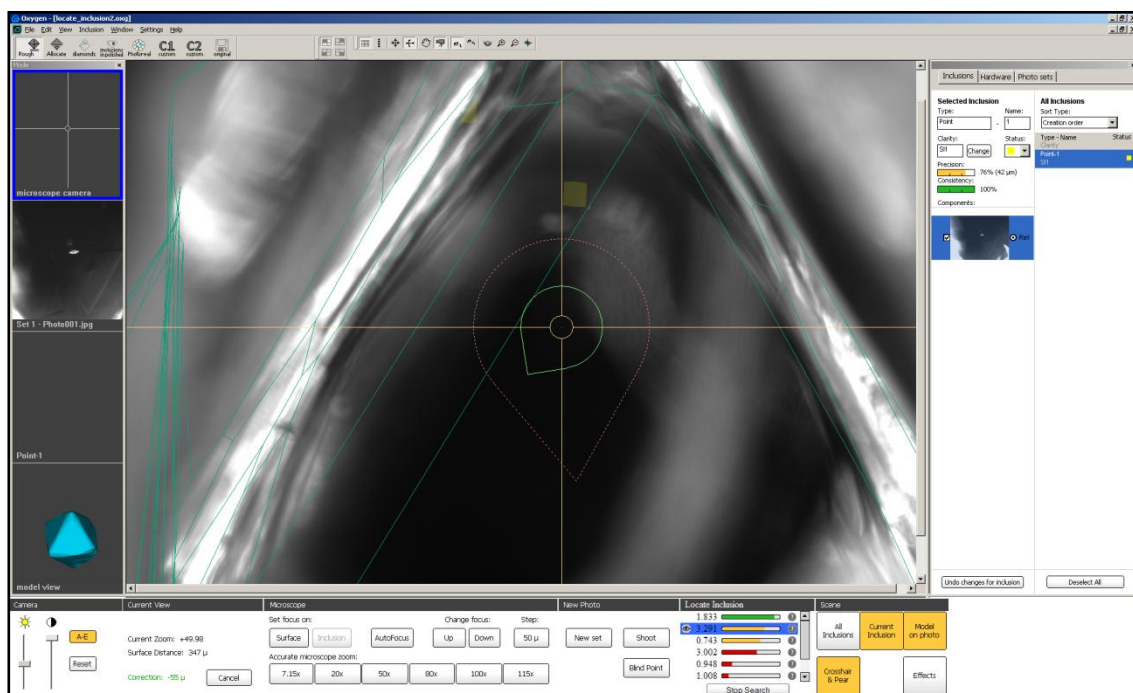 Oxygen - [locate_inclusion2.oxg]
File Edit View Inclusion Window Settings Help
Rough Allocate diamonds Inclusions in polished Photoreal C1 custom C2 custom original
Mode
microscope camera
Set 1 - Photo001.jpg
Point-1
model view
Inclusions Hardware Photo sets
Selected Inclusion
Type: Name:
Point - 1
Clarity: Status:
SI1 Change
Precision:
76% (42 μm)
Consistency:
100%
Components:
Ref
Undo changes for inclusion
All Inclusions
Sort Type:
Creation order
Type - Name Status
Clarity
Point-1
SI1
Deselect All
Camera
A-E
Reset
Current View
Current Zoom: +49.98
Surface Distance: 347 μ
Correction: -55 μ
Cancel
Microscope
Set focus on: Change focus: Step:
Surface Inclusion AutoFocus Up Down 50 μ
Accurate microscope zoom:
7.15x 20x 50x 80x 100x 115x
New Photo
New set Shoot
Blind Point
Locate Inclusion
1.833
3.291
0.743
3.002
0.948
1.008
Stop Search
Scene
All Inclusions
Current Inclusion
Model on photo
Crosshair & Pear
Effects